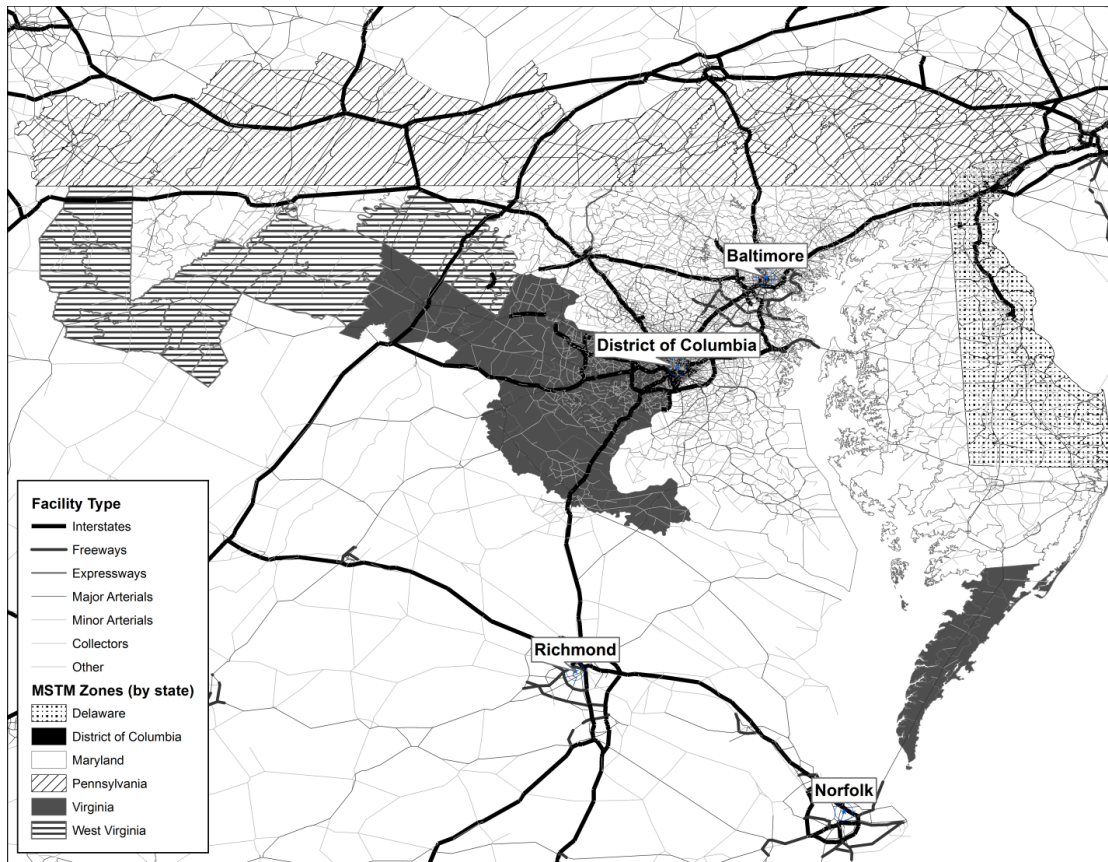 Baltimore
District of Columbia
Facility Type
Interstates
Freeways
Expressways
Major Arterials
Minor Arterials
Collectors
Other
MSTM Zones (by state)
Delaware
District of Columbia
Maryland
Pennsylvania
Virginia
West Virginia
Richmond
Norfolk